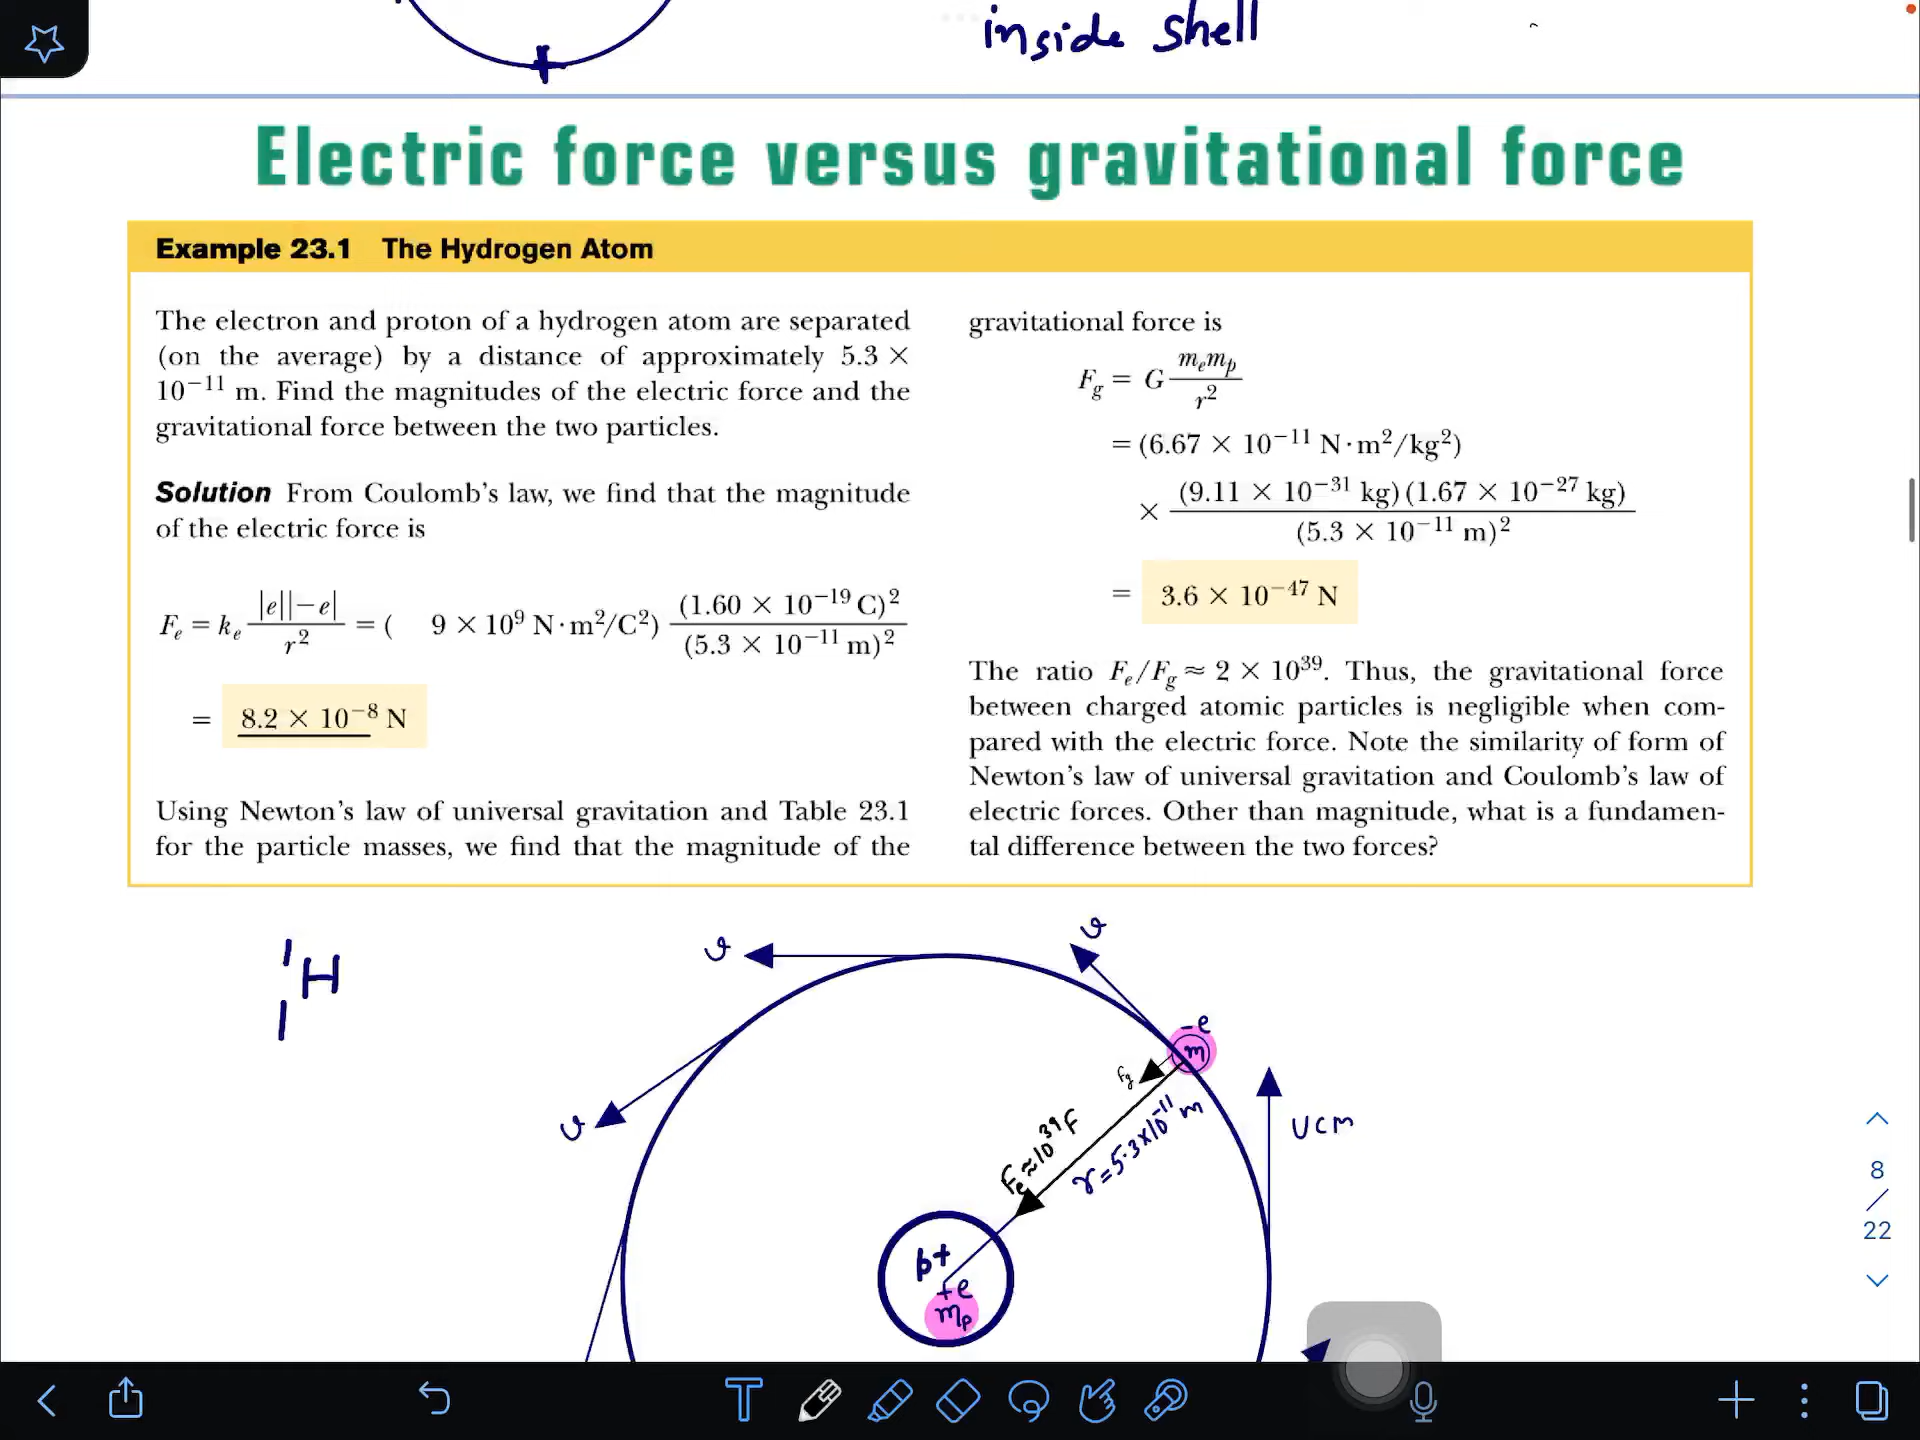 inside shell
Electric force versus gravitational force
Example 23.1 The Hydrogen Atom
The electron and proton of a hydrogen atom are separated
(on the average) by a distance of approximately 5.3 ×
10⁻¹¹ m. Find the magnitudes of the electric force and the
gravitational force between the two particles.
Solution From Coulomb's law, we find that the magnitude
of the electric force is
Fₑ = kₑ |e||−e| / r² = ( 9 × 10⁹ N·m²/C²) (1.60 × 10⁻¹⁹ C)² / (5.3 × 10⁻¹¹ m)²
= 8.2 × 10⁻⁸ N
Using Newton's law of universal gravitation and Table 23.1
for the particle masses, we find that the magnitude of the
gravitational force is
F_g = G mₑmₚ / r²
= (6.67 × 10⁻¹¹ N·m²/kg²)
× (9.11 × 10⁻³¹ kg)(1.67 × 10⁻²⁷ kg) / (5.3 × 10⁻¹¹ m)²
= 3.6 × 10⁻⁴⁷ N
The ratio Fₑ/F_g ≈ 2 × 10³⁹. Thus, the gravitational force
between charged atomic particles is negligible when com-
pared with the electric force. Note the similarity of form of
Newton's law of universal gravitation and Coulomb's law of
electric forces. Other than magnitude, what is a fundamen-
tal difference between the two forces?
¹₁H
v
v
−e
m
Fg
Fe≈10³⁹F
r=5.3×10⁻¹¹ m
UCM
v
p+
+e
mₚ
8
/
22
T